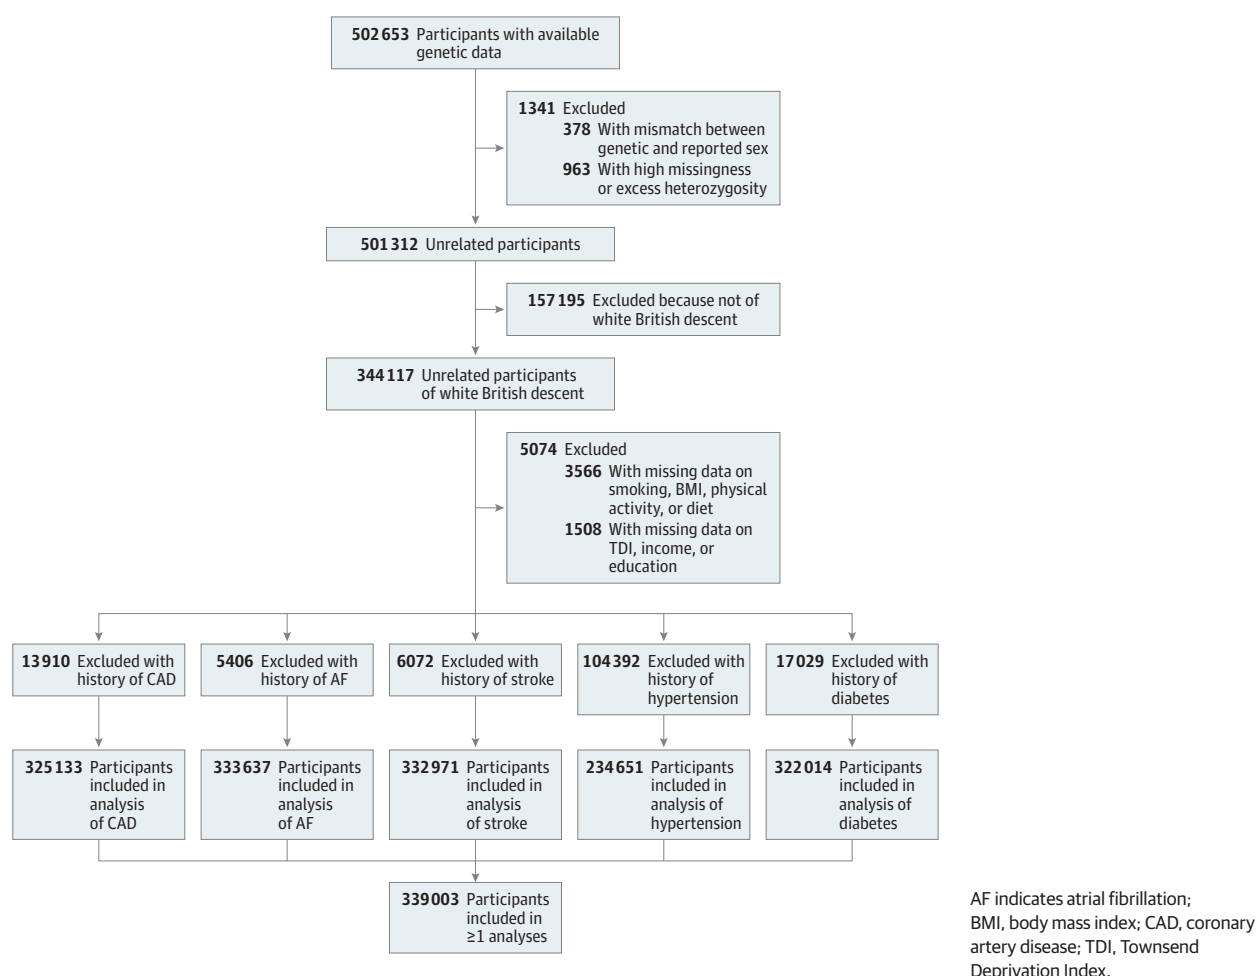 502 653 Participants with available
genetic data
1341 Excluded
378 With mismatch between
genetic and reported sex
963 With high missingness
or excess heterozygosity
501 312 Unrelated participants
157 195 Excluded because not of
white British descent
344 117 Unrelated participants
of white British descent
5074 Excluded
3566 With missing data on
smoking, BMI, physical
activity, or diet
1508 With missing data on
TDI, income, or
education
13 910 Excluded with
history of CAD
5406 Excluded with
history of AF
6072 Excluded with
history of stroke
104 392 Excluded with
history of
hypertension
17 029 Excluded with
history of
diabetes
325 133 Participants
included in
analysis
of CAD
333 637 Participants
included in
analysis
of AF
332 971 Participants
included in
analysis
of stroke
234 651 Participants
included in
analysis of
hypertension
322 014 Participants
included in
analysis of
diabetes
339 003 Participants
included in
≥1 analyses
AF indicates atrial fibrillation;
BMI, body mass index; CAD, coronary
artery disease; TDI, Townsend
Deprivation Index.